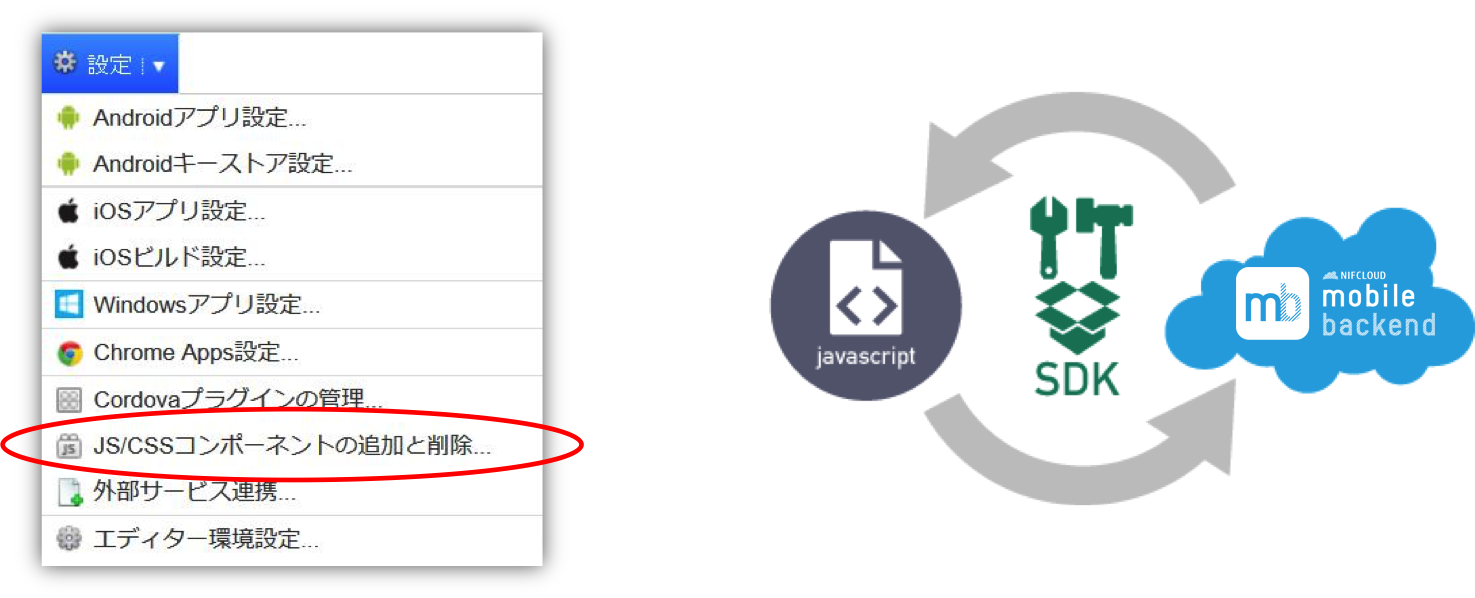 設定
Androidアプリ設定...
Androidキーストア設定...
iOSアプリ設定...
iOSビルド設定...
Windowsアプリ設定...
Chrome Apps設定...
Cordovaプラグインの管理...
JS JS/CSSコンポーネントの追加と削除...
外部サービス連携...
エディター環境設定...
javascript
SDK
mb
NIFCLOUD
mobile
backend